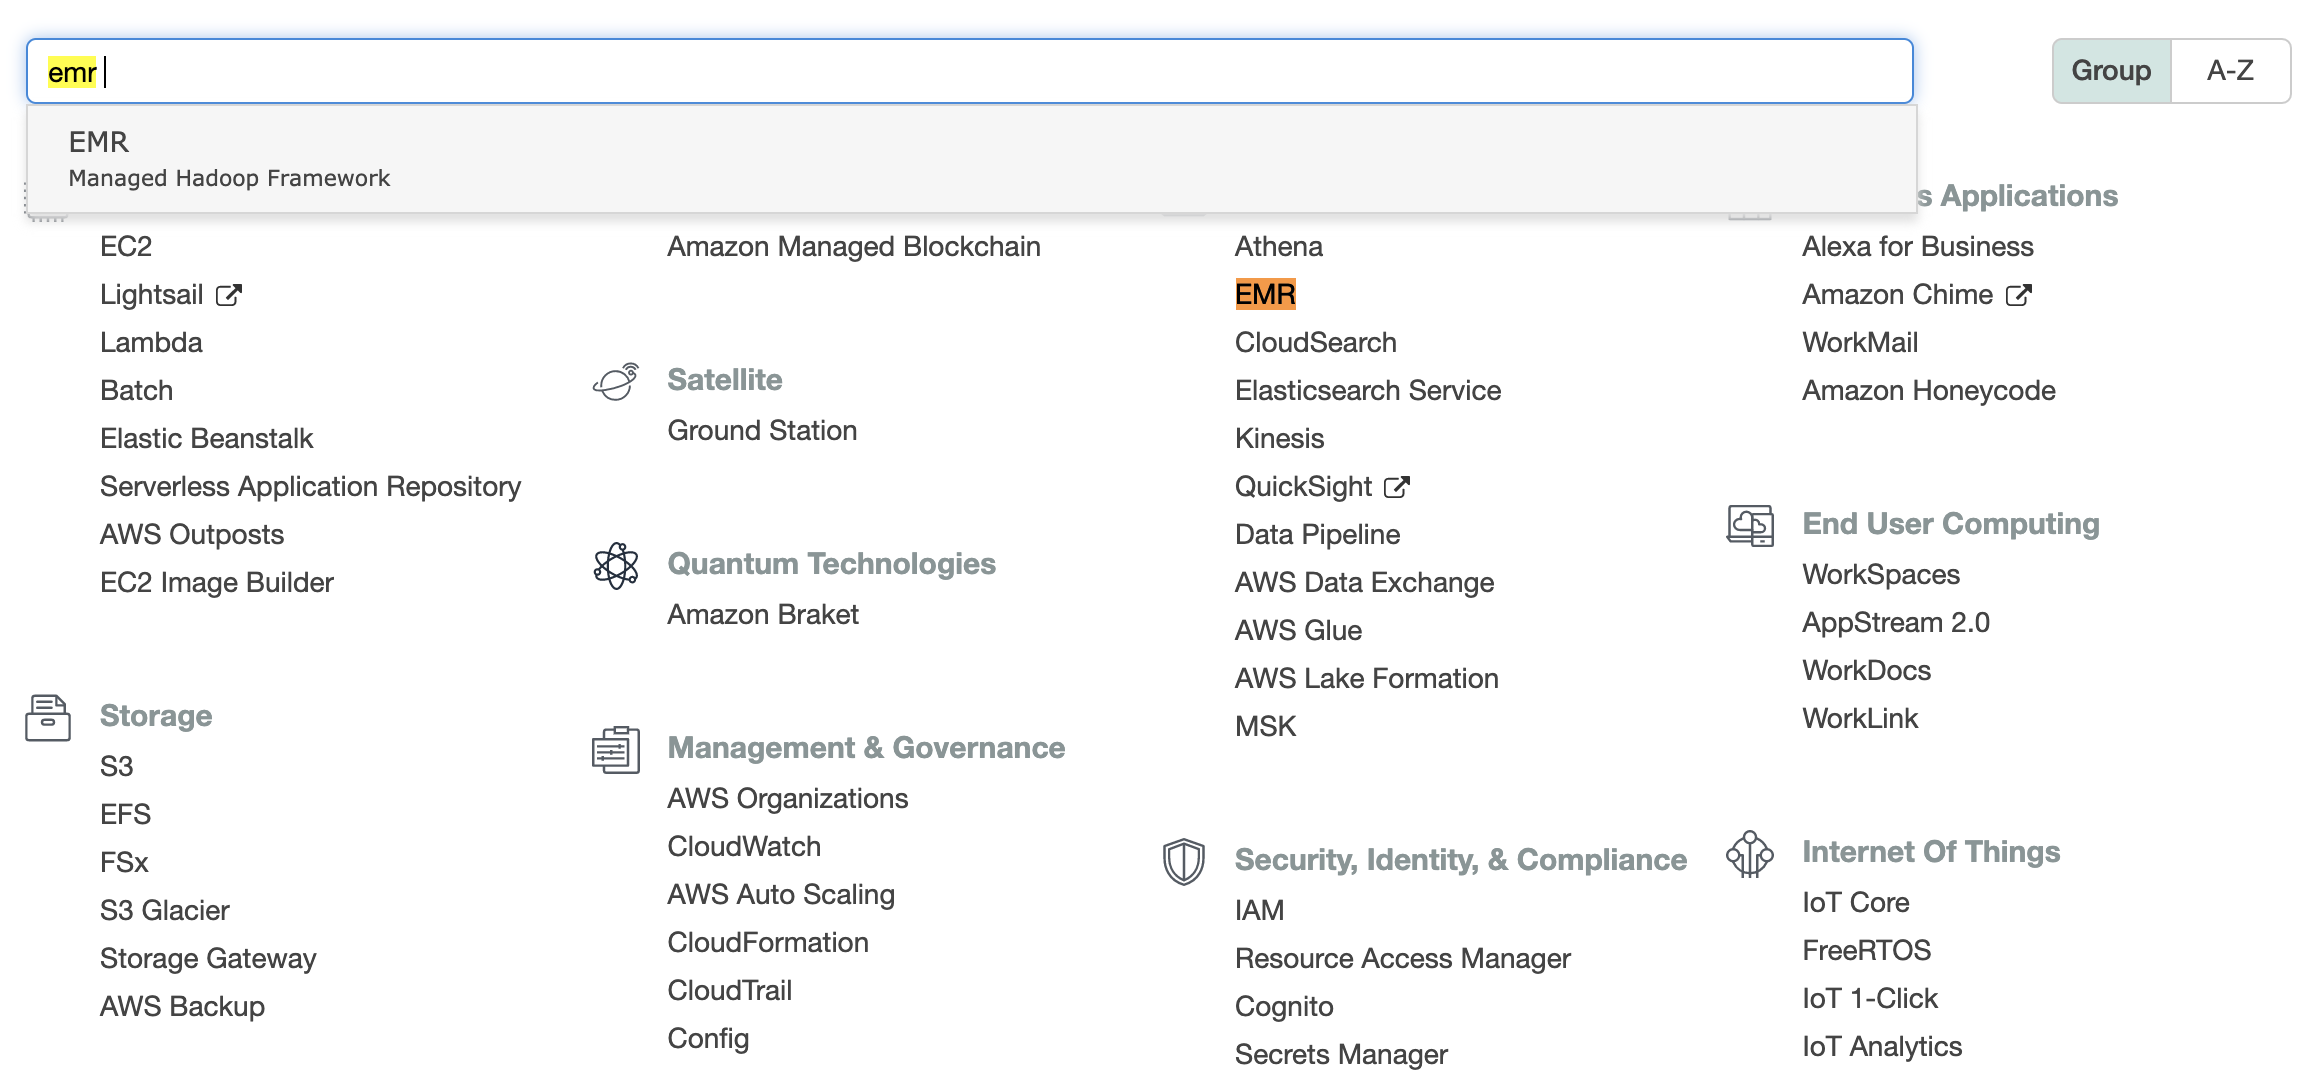 emr
Group
A-Z
EMR
Managed Hadoop Framework
EC2
Lightsail
Lambda
Batch
Elastic Beanstalk
Serverless Application Repository
AWS Outposts
EC2 Image Builder
Storage
S3
EFS
FSx
S3 Glacier
Storage Gateway
AWS Backup
Amazon Managed Blockchain
Satellite
Ground Station
Quantum Technologies
Amazon Braket
Management & Governance
AWS Organizations
CloudWatch
AWS Auto Scaling
CloudFormation
CloudTrail
Config
Athena
EMR
CloudSearch
Elasticsearch Service
Kinesis
QuickSight
Data Pipeline
AWS Data Exchange
AWS Glue
AWS Lake Formation
MSK
Security, Identity, & Compliance
IAM
Resource Access Manager
Cognito
Secrets Manager
s Applications
Alexa for Business
Amazon Chime
WorkMail
Amazon Honeycode
End User Computing
WorkSpaces
AppStream 2.0
WorkDocs
WorkLink
Internet Of Things
IoT Core
FreeRTOS
IoT 1-Click
IoT Analytics